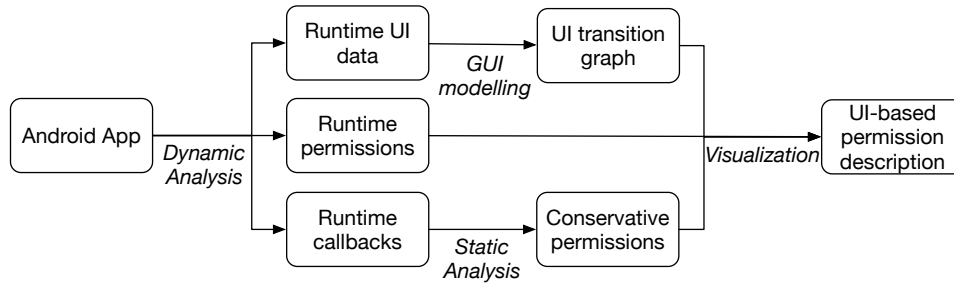 Android App
Dynamic
Analysis
Runtime UI
data
GUI
modelling
UI transition
graph
Runtime
permissions
Runtime
callbacks
Static
Analysis
Conservative
permissions
Visualization
UI-based
permission
description